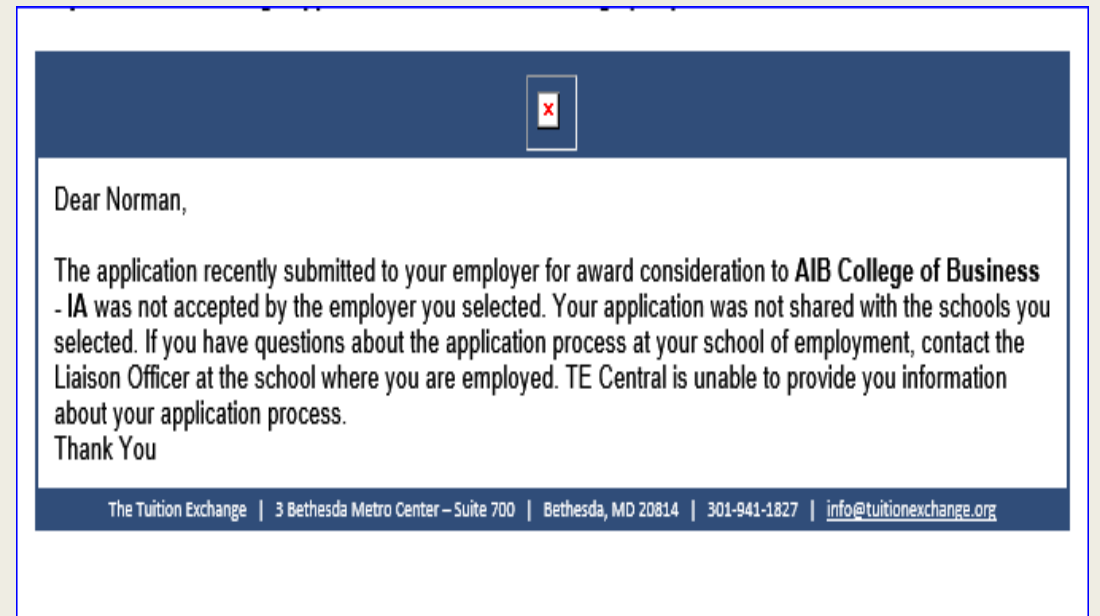 Dear Norman,
The application recently submitted to your employer for award consideration to AIB College of Business
- IA was not accepted by the employer you selected. Your application was not shared with the schools you
selected. If you have questions about the application process at your school of employment, contact the
Liaison Officer at the school where you are employed. TE Central is unable to provide you information
about your application process.
Thank You
The Tuition Exchange | 3 Bethesda Metro Center – Suite 700 | Bethesda, MD 20814 | 301-941-1827 | info@tuitionexchange.org